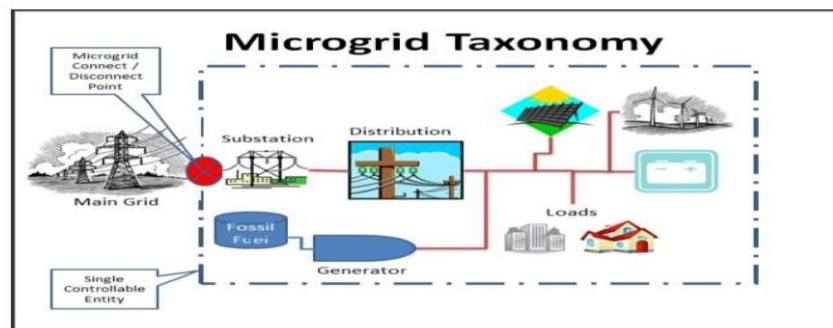 Microgrid Taxonomy
Microgrid
Connect /
Disconnect
Point
Substation
Distribution
Main Grid
Loads
Fossil
Fuel
Generator
Single
Controllable
Entity